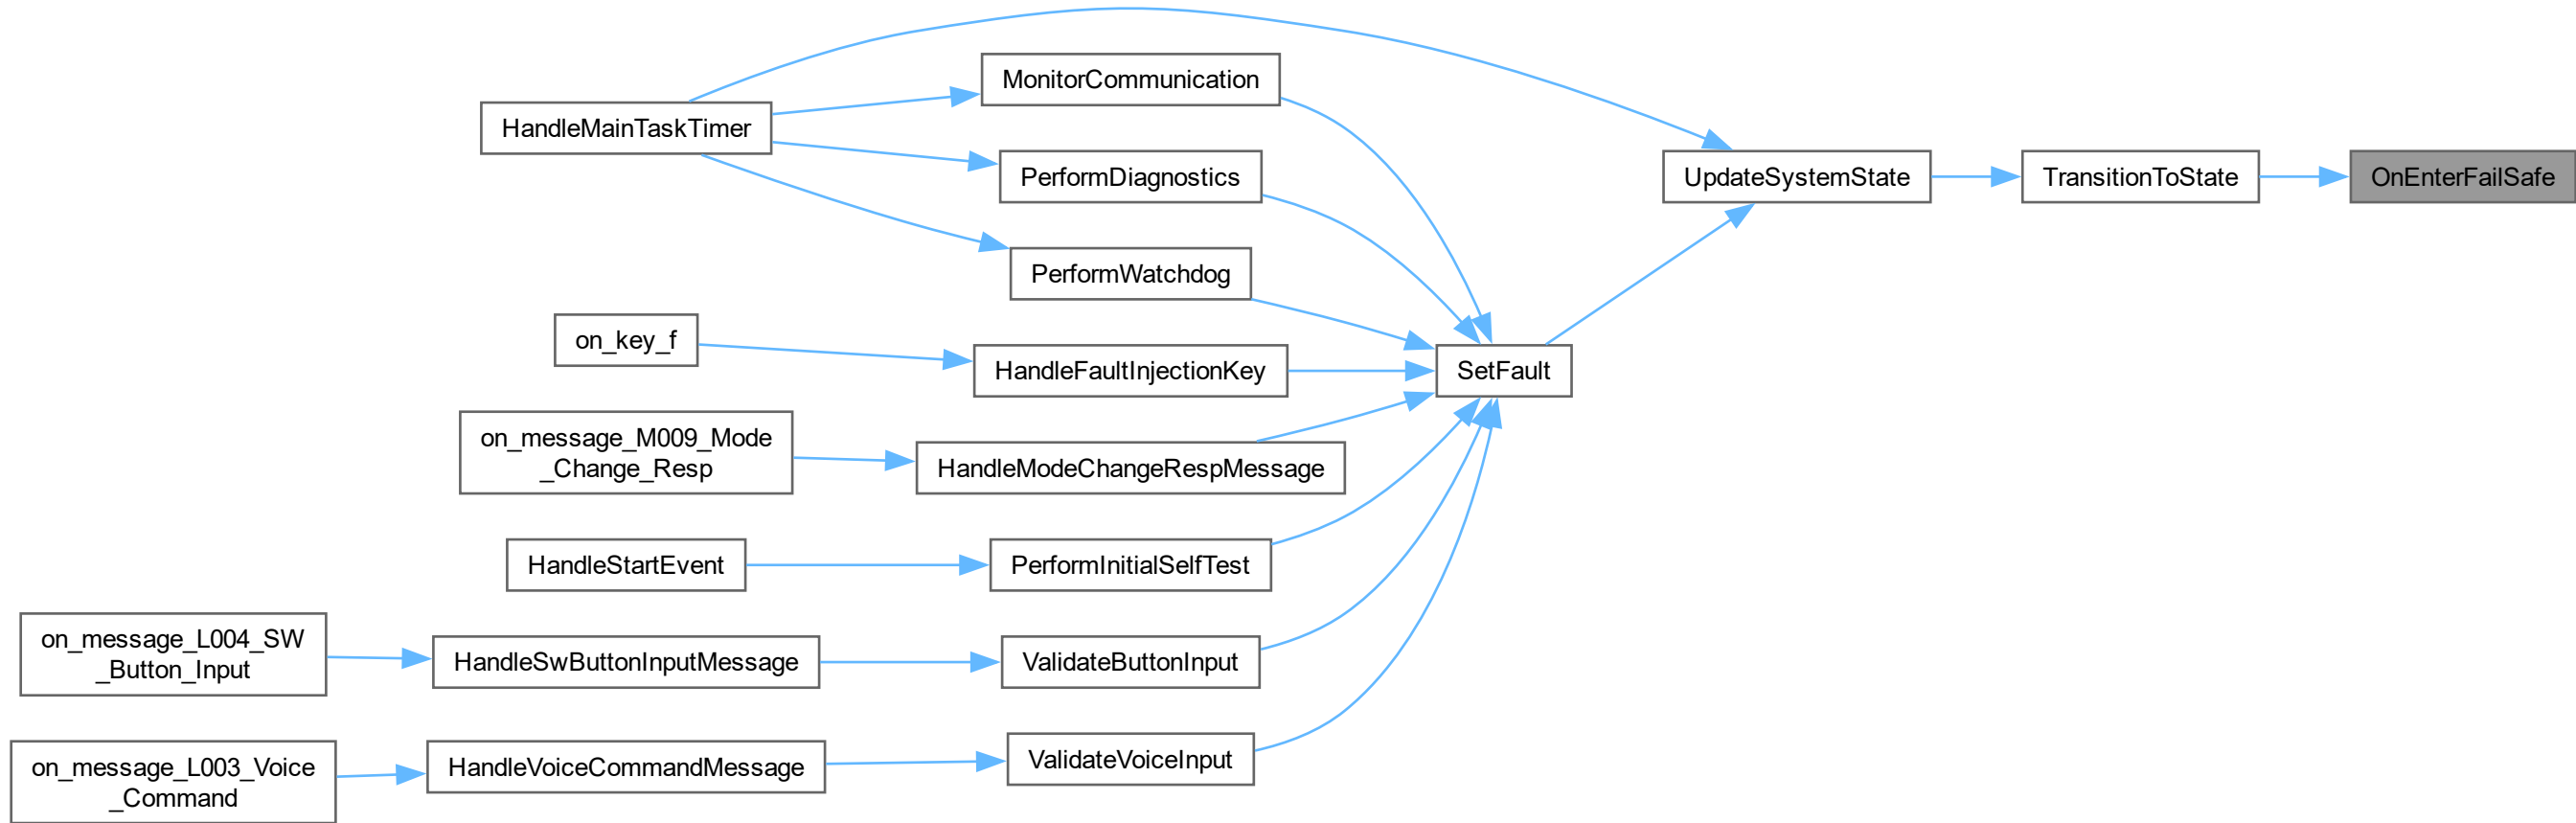 MonitorCommunication
HandleMainTaskTimer
PerformDiagnostics
UpdateSystemState
TransitionToState
OnEnterFailSafe
PerformWatchdog
on_key_f
HandleFaultInjectionKey
SetFault
on_message_M009_Mode
_Change_Resp
HandleModeChangeRespMessage
HandleStartEvent
PerformInitialSelfTest
on_message_L004_SW
_Button_Input
HandleSwButtonInputMessage
ValidateButtonInput
on_message_L003_Voice
_Command
HandleVoiceCommandMessage
ValidateVoiceInput